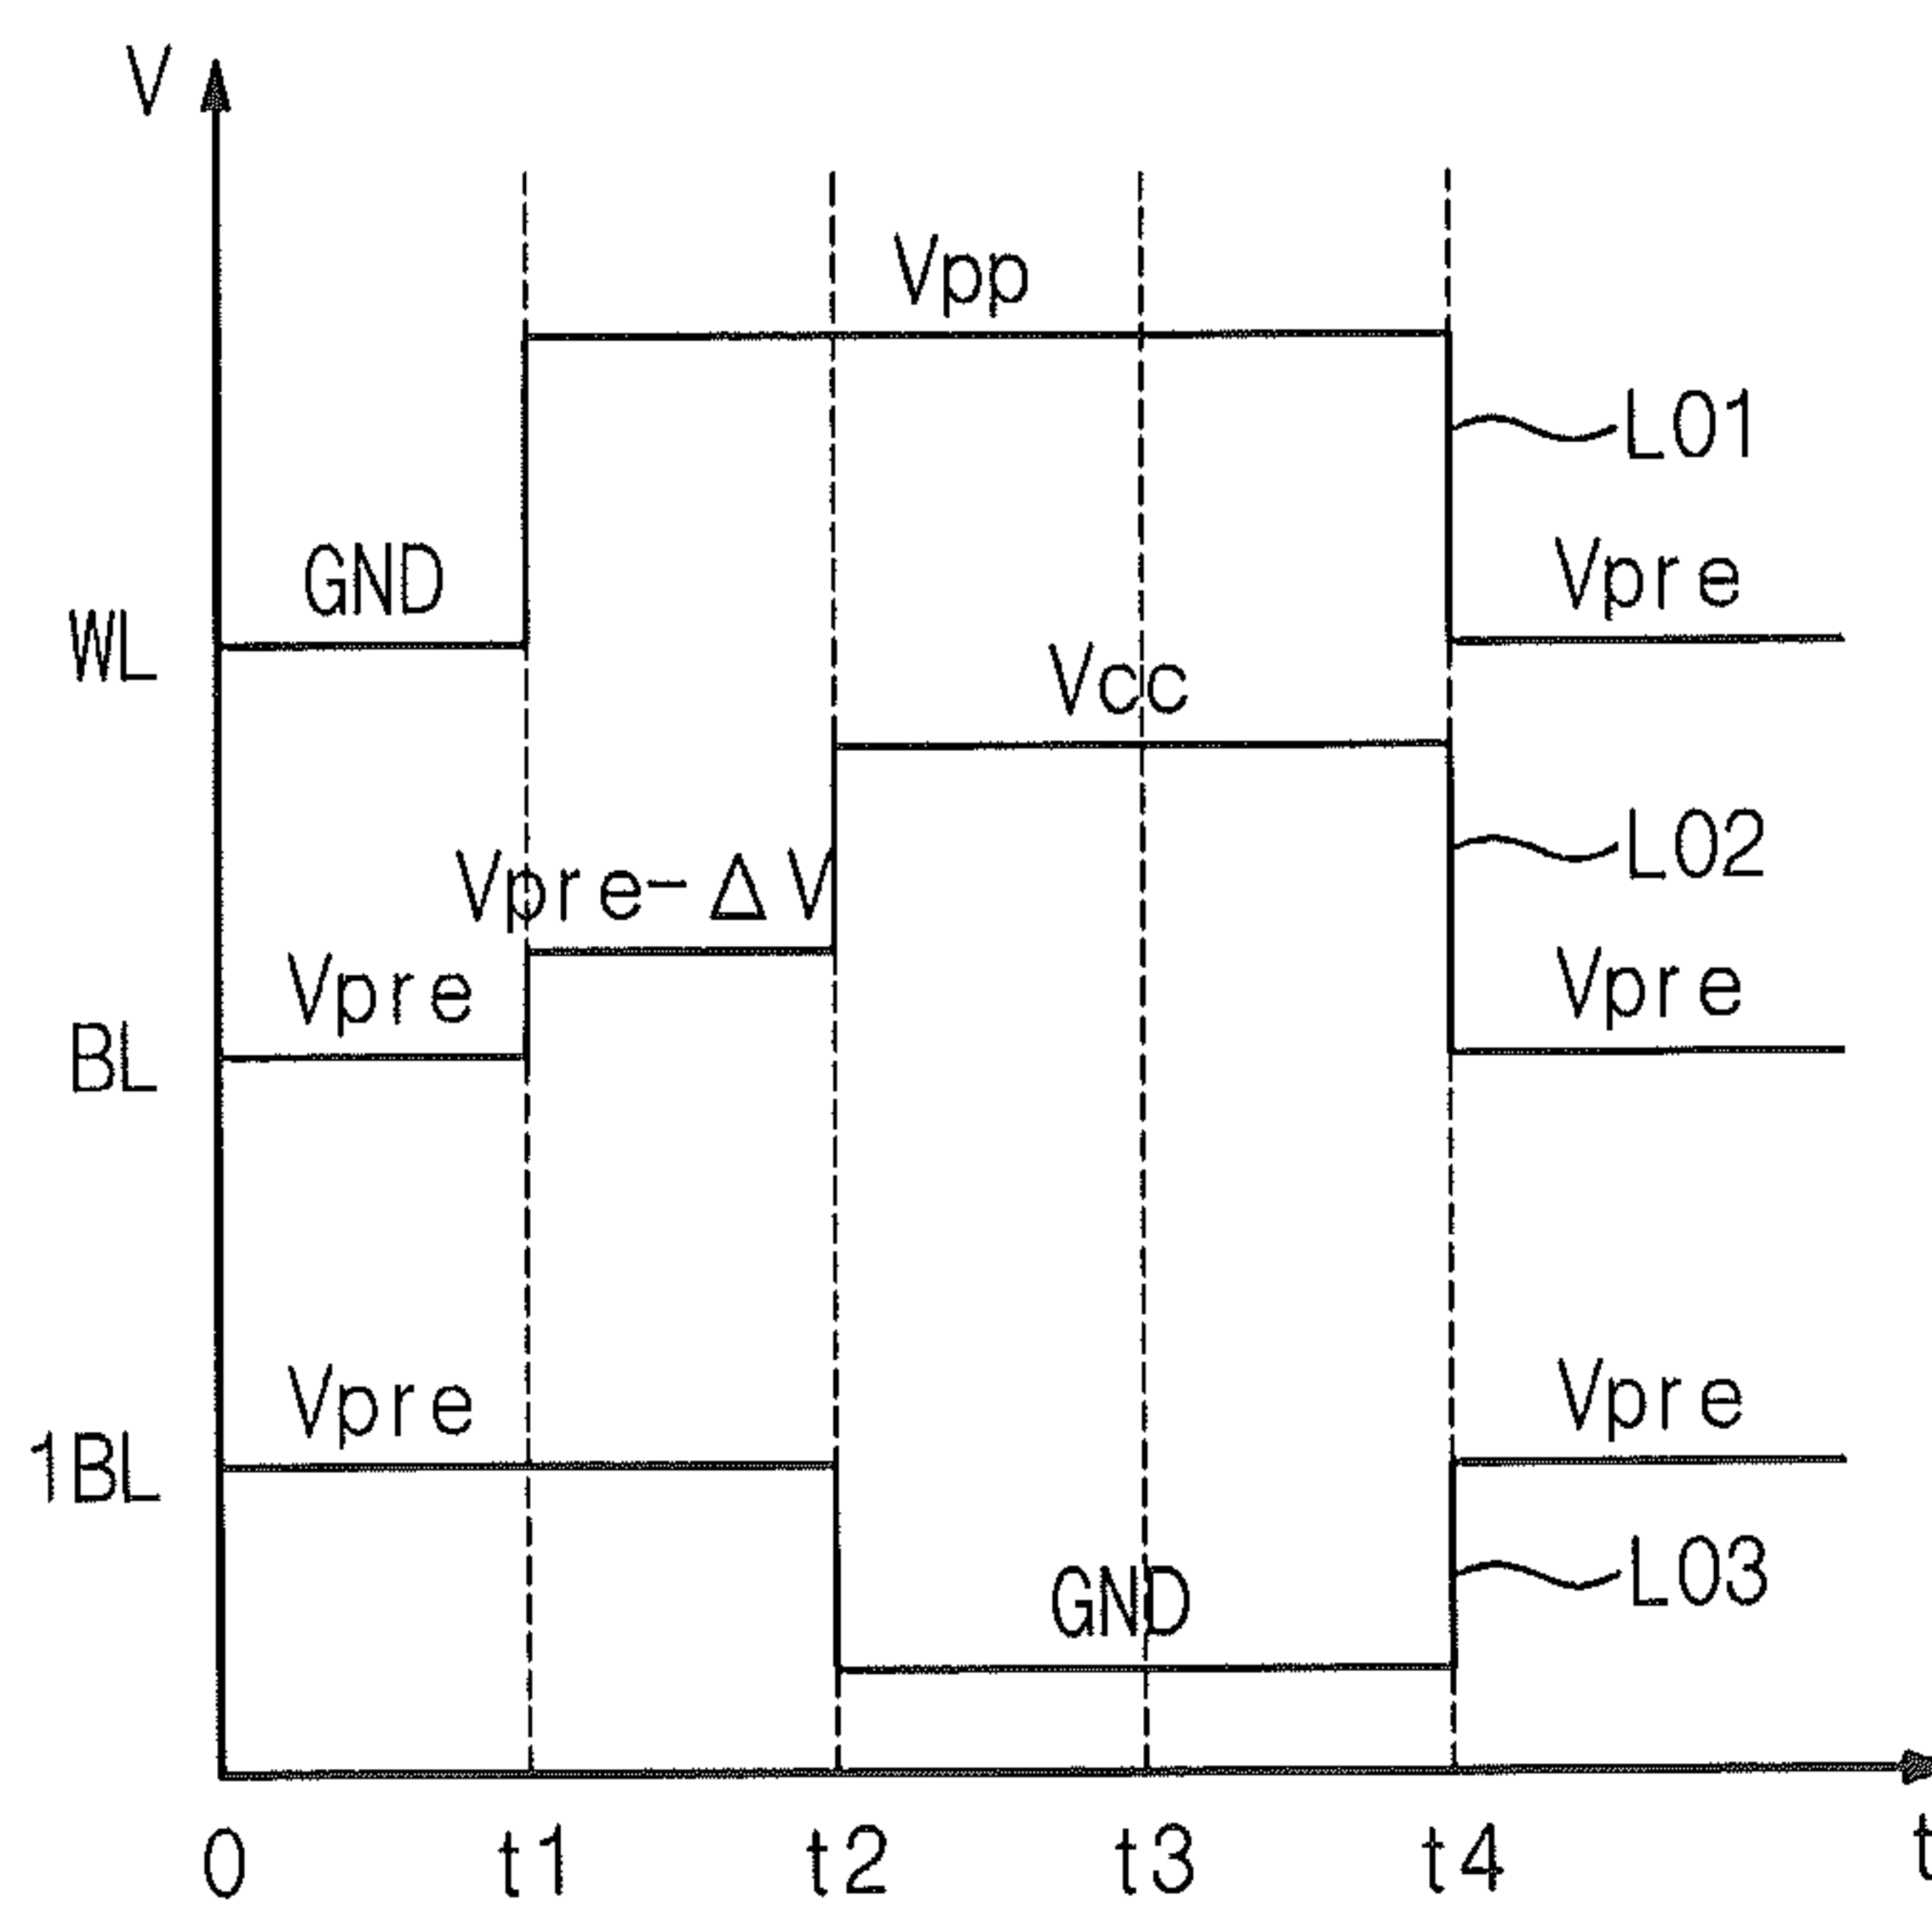 V
Vpp
L01
GND
Vpre
WL
Vcc
L02
Vpre-ΔV
Vpre
Vpre
BL
Vpre
Vpre
1BL
L03
GND
0 t1 t2 t3 t4 t